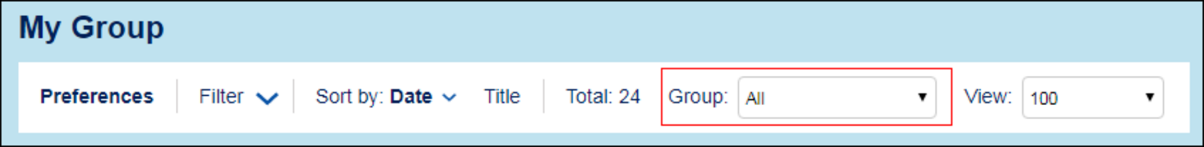 My Group
Preferences Filter Sort by: Date Title Total: 24 Group: All View: 100